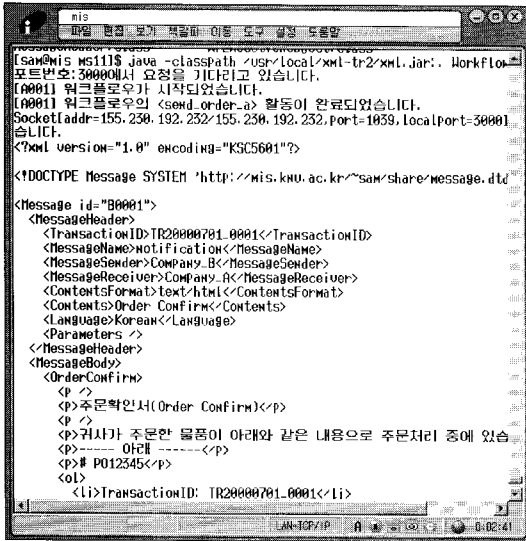 mis
파일 편집 보기 책갈피 이동 도구 설정 도움말
[sam@mis ms11]$ java -classpath /usr/local/xml-tr2/xml.jar:. Workflow
포트번호:30000에서 요청을 기다리고 있습니다.
[A001] 워크플로우가 시작되었습니다.
[A001] 워크플로우의 <send_order_a> 활동이 완료되었습니다.
Socket[addr=155.230.192.232/155.230.192.232,port=1039,localport=3000]
습니다.
<?xml version="1.0" encoding="KSC5601"?>
<!DOCTYPE Message SYSTEM 'http://mis.knu.ac.kr/~sam/share/message.dtd
<Message id="B0001">
<MessageHeader>
<TransactionID>TR20000701_0001</TransactionID>
<MessageName>notification</MessageName>
<MessageSender>Company_B</MessageSender>
<MessageReceiver>Company_A</MessageReceiver>
<ContentsFormat>text/html</ContentsFormat>
<Contents>Order Confirm</Contents>
<Language>Korean</Language>
<Parameters />
</MessageHeader>
<MessageBody>
<OrderConfirm>
<p />
<p>주문확인서(Order Confirm)</p>
<p />
<p>귀사가 주문한 물품이 아래와 같은 내용으로 주문처리 중에 있습
<p>----- 아래 ------</p>
<p># PO12345</p>
<ol>
<li>TransactionID: TR20000701_0001</li>
LAN-TCP/IP A 0:02:41